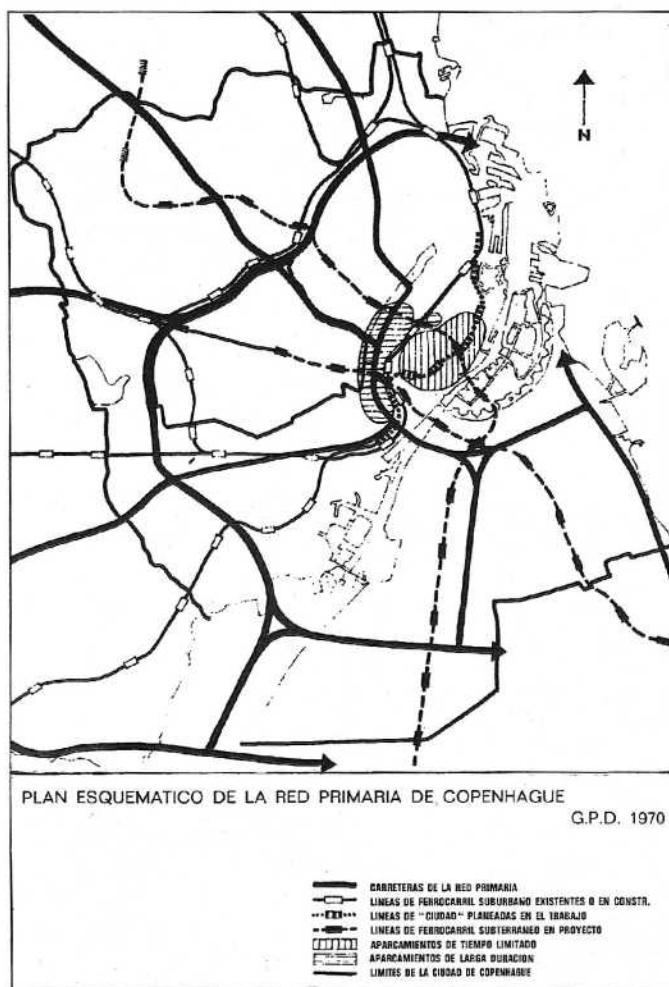 N
PLAN ESQUEMATICO DE LA RED PRIMARIA DE COPENHAGUE
G.P.D. 1970
CARRETERAS DE LA RED PRIMARIA
LINEAS DE FERROCARRIL SUBURBANO EXISTENTES O EN CONSTR.
LINEAS DE "CIUDAD" PLANEADAS EN EL TRABAJO
LINEAS DE FERROCARRIL SUBTERRANEO EN PROYECTO
APARCAMIENTOS DE TIEMPO LIMITADO
APARCAMIENTOS DE LARGA DURACION
LIMITES DE LA CIUDAD DE COPENHAGUE